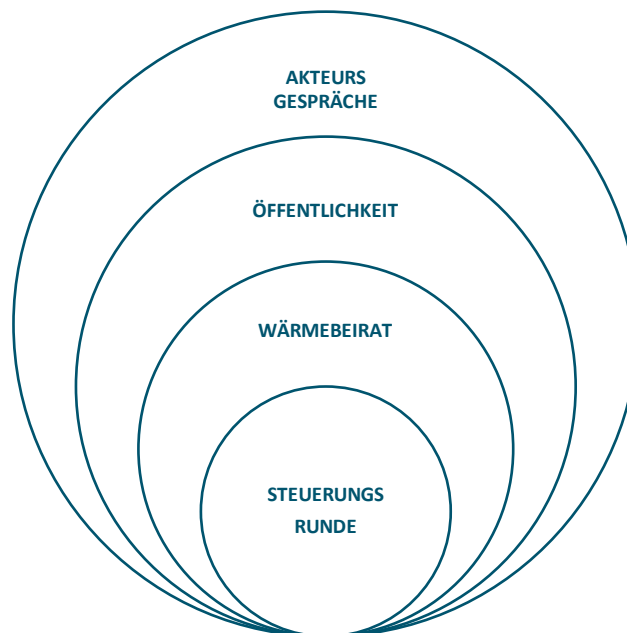 AKTEURS
GESPRÄCHE
ÖFFENTLICHKEIT
WÄRMEBEIRAT
STEUERUNGS
RUNDE